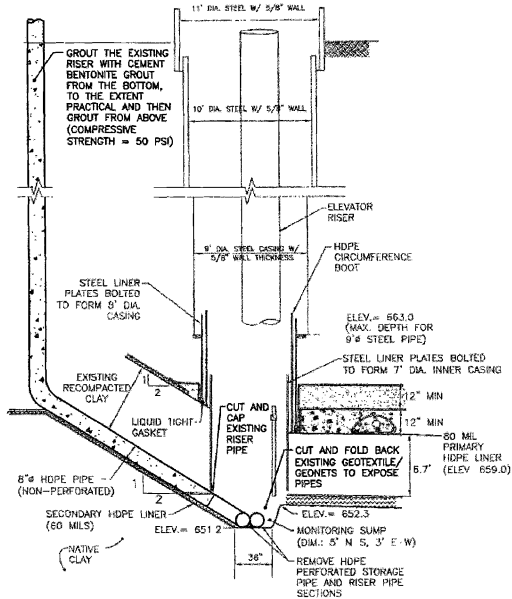 11' DIA. STEEL W/ 5/8" WALL
GROUT THE EXISTING
RISER WITH CEMENT
BENTONITE GROUT
FROM THE BOTTOM,
TO THE EXTENT
PRACTICAL AND THEN
GROUT FROM ABOVE
(COMPRESSIVE
STRENGTH = 50 PSI)
10' DIA. STEEL W/ 5/8" WALL
ELEVATOR
RISER
9' DIA. STEEL CASING W/
5/8" WALL THICKNESS
HDPE
CIRCUMFERENCE
BOOT
STEEL LINER
PLATES BOLTED
TO FORM 8' DIA.
CASING
ELEV.= 663.0
(MAX. DEPTH FOR
9'ø STEEL PIPE)
STEEL LINER PLATES BOLTED
TO FORM 7' DIA. INNER CASING
EXISTING
RECOMPACTED
CLAY
1
2
12" MIN
12" MIN
LIQUID TIGHT
GASKET
CUT AND
CAP
EXISTING
RISER
PIPE
80 MIL
PRIMARY
HDPE LINER
(ELEV 659.0)
CUT AND FOLD BACK
EXISTING GEOTEXTILE/
GEONETS TO EXPOSE
PIPES
6.7'
8"ø HDPE PIPE
(NON-PERFORATED)
1
2
SECONDARY HDPE LINER
(60 MILS)
ELEV.= 651.2
ELEV.= 652.3
MONITORING SUMP
(DIM.: 5' N S, 3' E-W)
NATIVE
CLAY
36"
REMOVE HDPE
PERFORATED STORAGE
PIPE AND RISER PIPE
SECTIONS